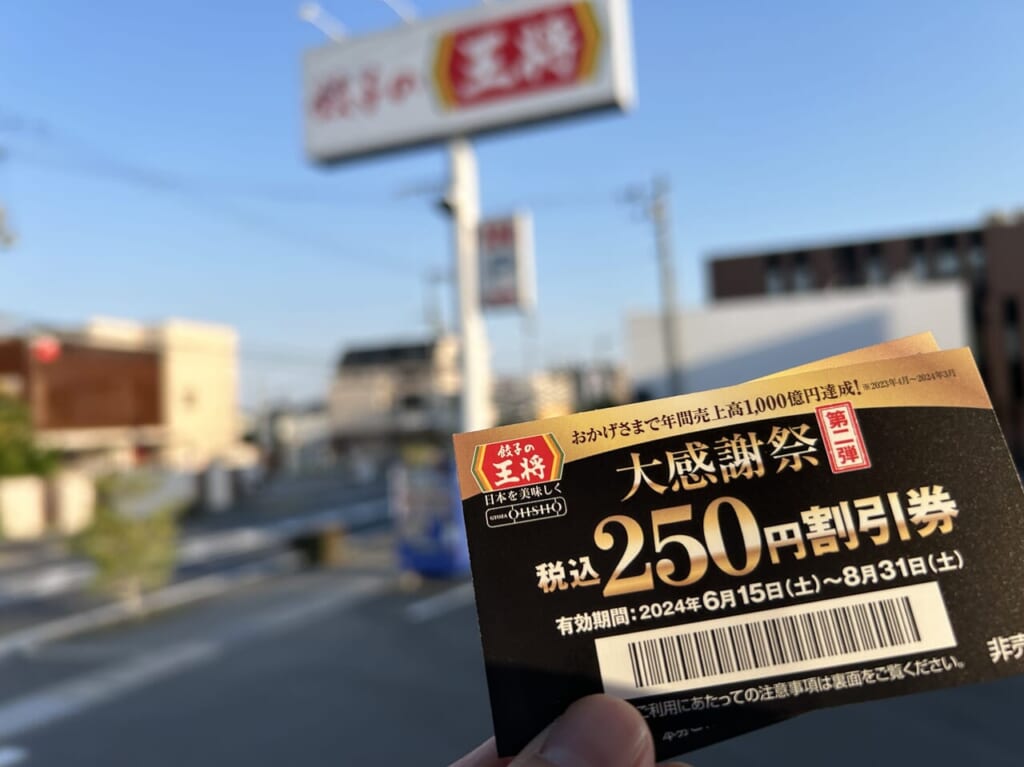 餃子の 王将
おかげさまで年間売上高1,000億円達成! ※2023年4月~2024年3月
餃子の
王将
日本を美味しく
GYOZA OHSHO
大感謝祭
第二弾
税込250円割引券
有効期間:2024年6月15日(土)~8月31日(土)
ご利用にあたっての注意事項は裏面をご覧ください。
非売